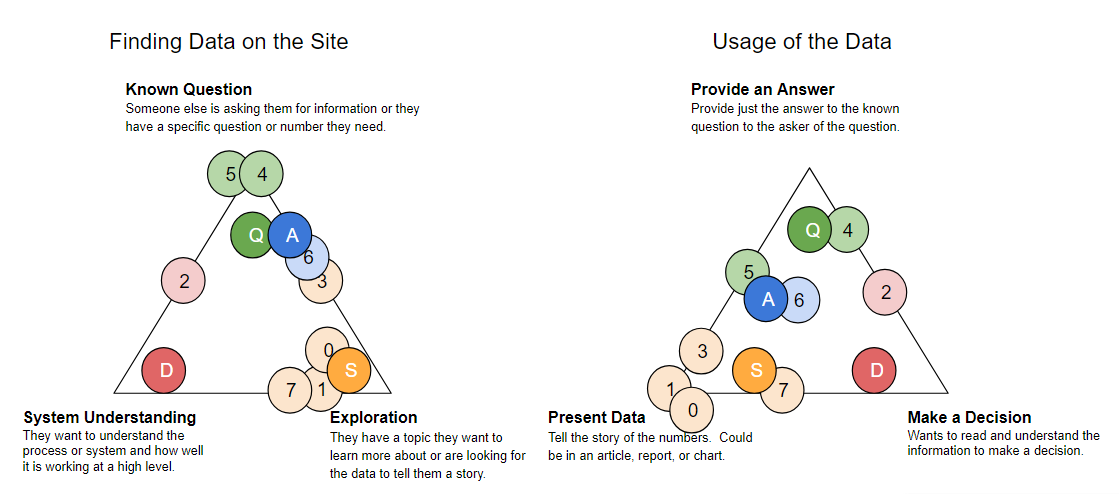 Finding Data on the Site
Known Question
Someone else is asking them for information or they
have a specific question or number they need.
5
4
Q
A
6
2
3
0
D
S
7
1
System Understanding
They want to understand the
process or system and how well
it is working at a high level.
Exploration
They have a topic they want to
learn more about or are looking for
the data to tell them a story.
Usage of the Data
Provide an Answer
Provide just the answer to the known
question to the asker of the question.
Q
4
5
A
6
2
3
S
D
1
7
0
Present Data
Tell the story of the numbers. Could
be in an article, report, or chart.
Make a Decision
Wants to read and understand the
information to make a decision.